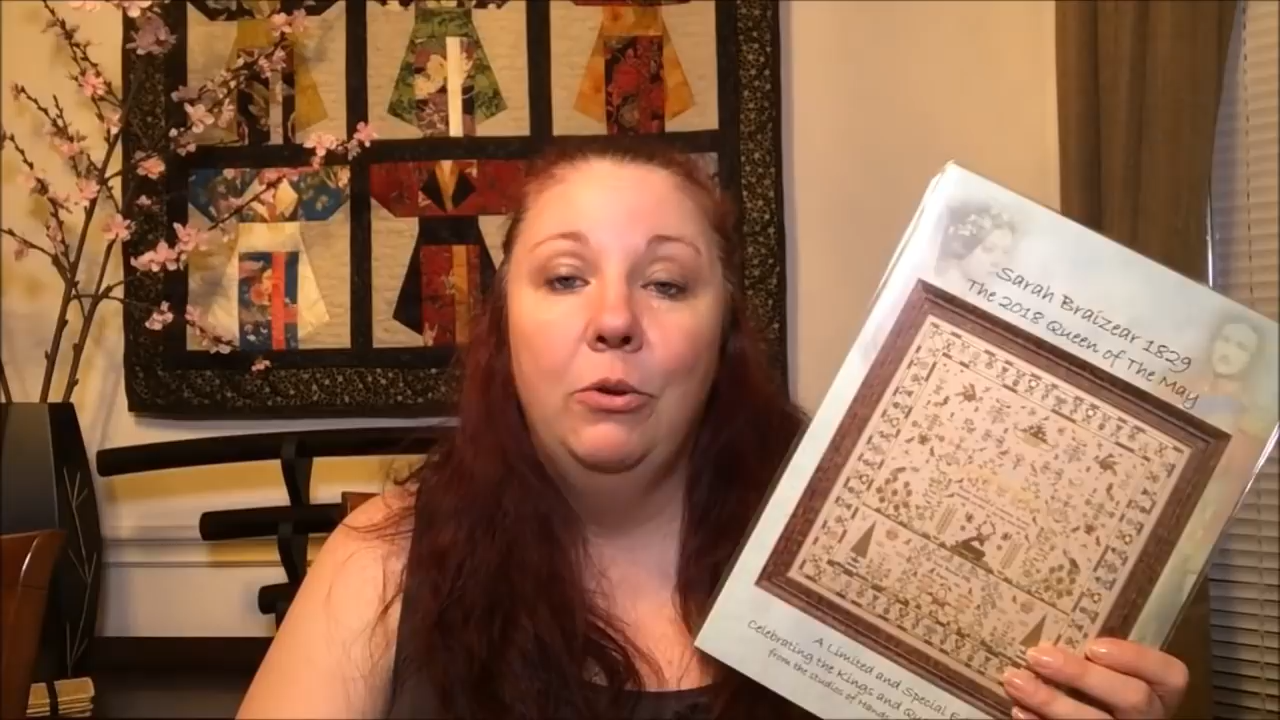 Sarah Braizear 1829
The 2018 Queen of The May
A Limited and Special
Celebrating the Kings and
from the studios of